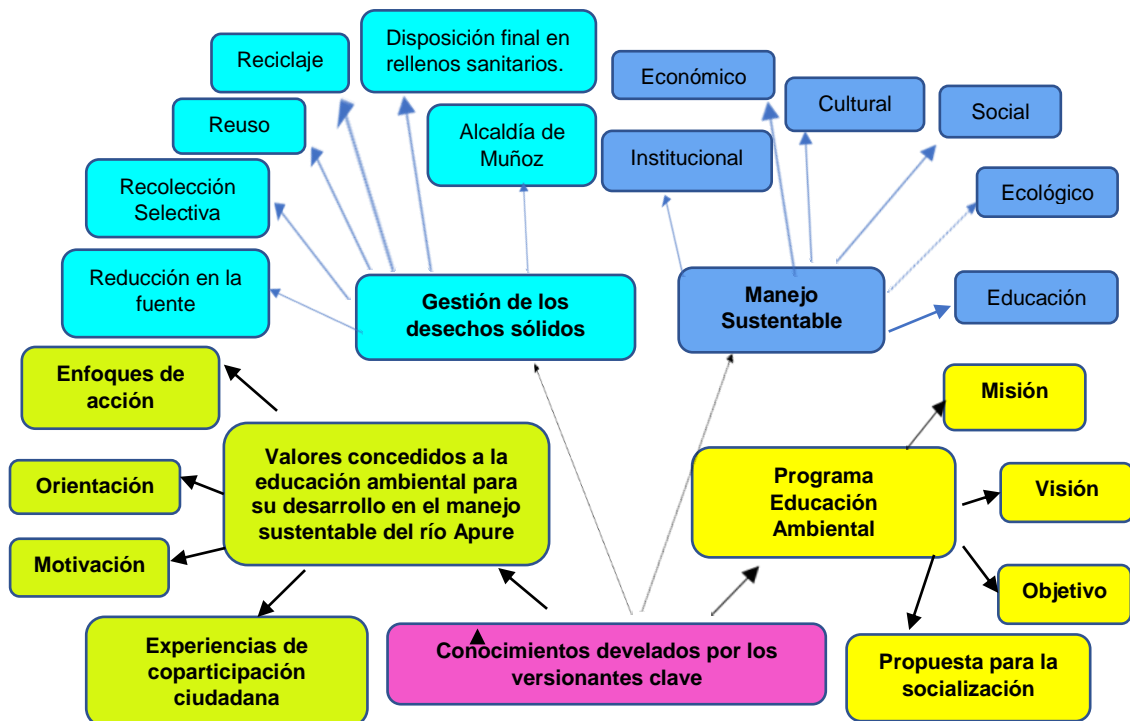 Disposición final en
rellenos sanitarios.
Reciclaje
Económico
Cultural
Social
Reuso
Alcaldía de
Muñoz
Institucional
Recolección
Selectiva
Ecológico
Reducción en la
fuente
Gestión de los
desechos sólidos
Manejo
Sustentable
Educación
Enfoques de
acción
Misión
Valores concedidos a la
educación ambiental para
su desarrollo en el manejo
sustentable del río Apure
Programa
Educación
Ambiental
Orientación
Visión
Motivación
Objetivo
Experiencias de
coparticipación
ciudadana
Conocimientos develados por los
versionantes clave
Propuesta para la
socialización